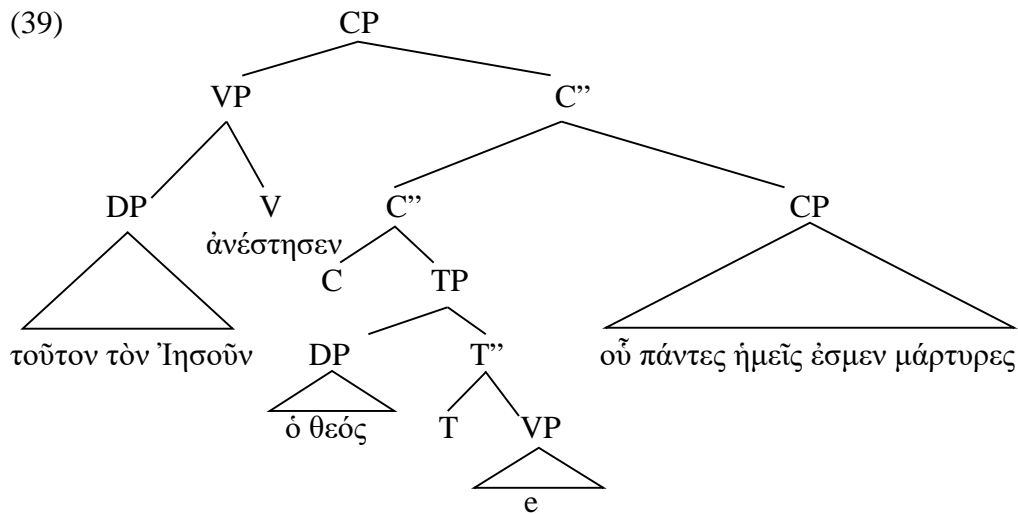 (39) CP
VP C”
DP V C” CP
ἀνέστησεν C TP
τοῦτον τὸν Ἰησοῦν DP T” οὗ πάντες ἡμεῖς ἐσμεν μάρτυρες
ὁ θεός T VP
e